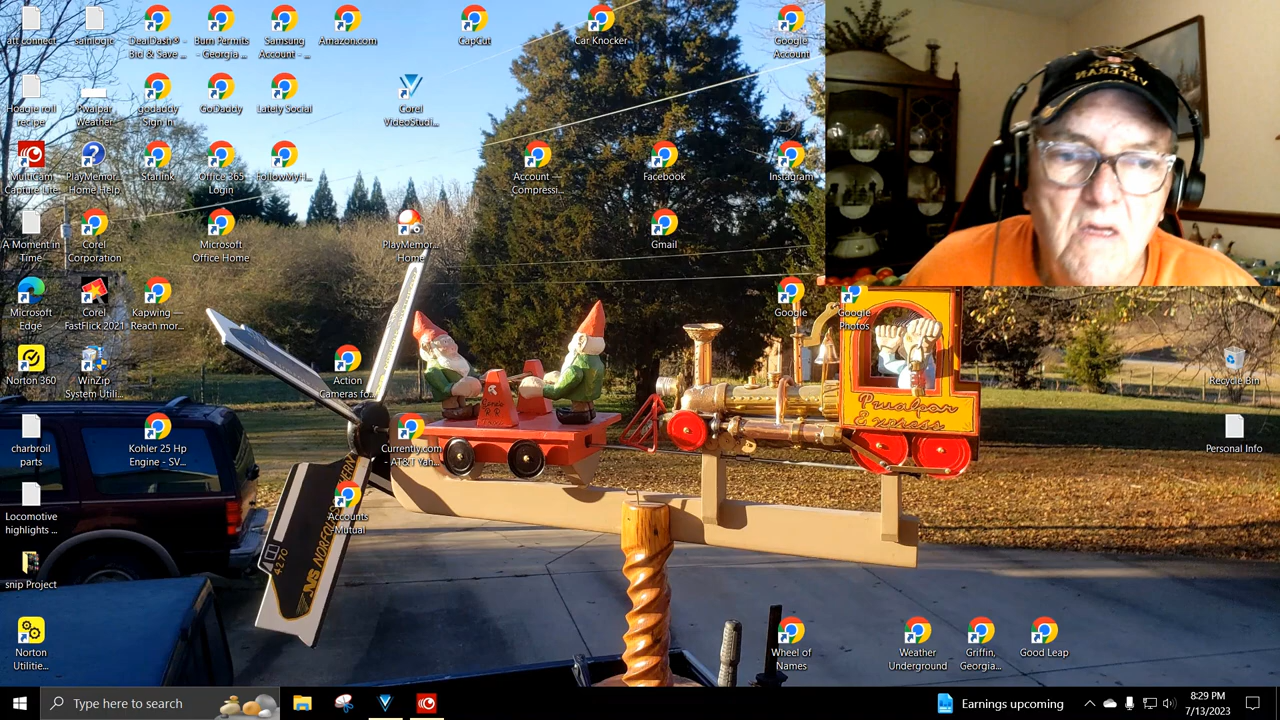 att connect
sainlogic
DealDash® -
Bid & Save ...
Burn Permits
- Georgia ...
Samsung
Account - ...
Amazon.com
CapCut
Car Knocker
Google
Account
VETERAN
Hoagie roll
recipe
Pwalpar
Weather
godaddy
Sign In
GoDaddy
Lately Social
Corel
VideoStudi...
MultiCam
Capture Lite
PlayMemor...
Home Help
Starlink
Office 365
Login
FollowMyH...
Account —
Compressi...
Facebook
Instagram
A Moment in
Time
Corel
Corporation
Microsoft
Office Home
PlayMemor...
Home
Gmail
Microsoft
Edge
Corel
FastFlick 2021
Kapwing —
Reach mor...
Google
Google
Photos
Norton 360
WinZip
System Utili...
Action
Cameras fo...
Recycle Bin
Pwalpar
Express
charbroil
parts
Kohler 25 Hp
Engine - SV...
Currently.com
- AT&T Yah...
Personal Info
Locomotive
highlights ...
Accounts
Mutual
NS NORFOLK
4270
snip Project
Norton
Utilitie...
Wheel of
Names
Weather
Underground
Griffin,
Georgia...
Good Leap
Type here to search
Earnings upcoming
8:29 PM
7/13/2023